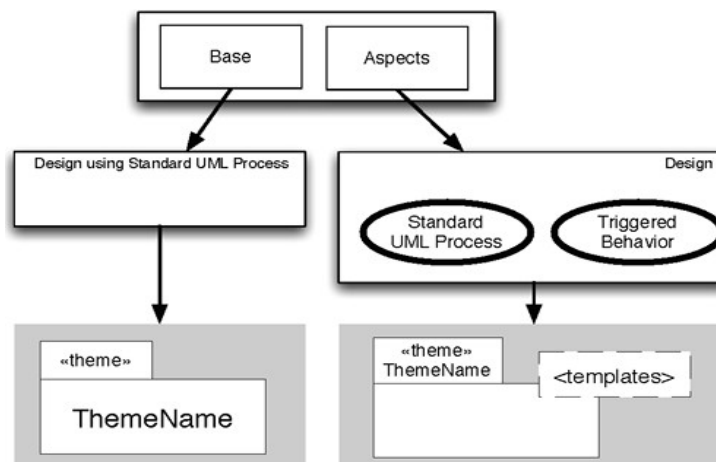 Base
Aspects
Design using Standard UML Process
Design
Standard
UML Process
Triggered
Behavior
«theme»
ThemeName
«theme»
ThemeName
<templates>